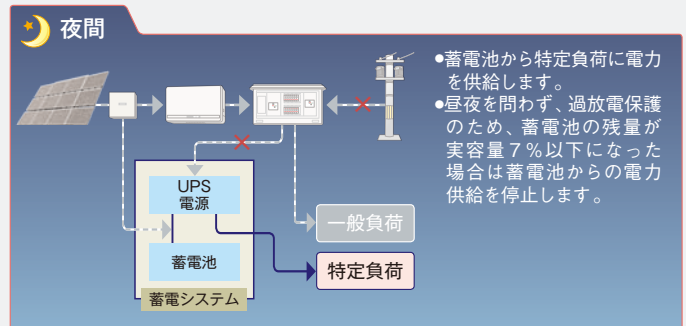 夜間
●蓄電池から特定負荷に電力
を供給します。
●昼夜を問わず、過放電保護
のため、蓄電池の残量が
実容量7%以下になった
場合は蓄電池からの電力
供給を停止します。
UPS
電源
蓄電池
蓄電システム
一般負荷
特定負荷